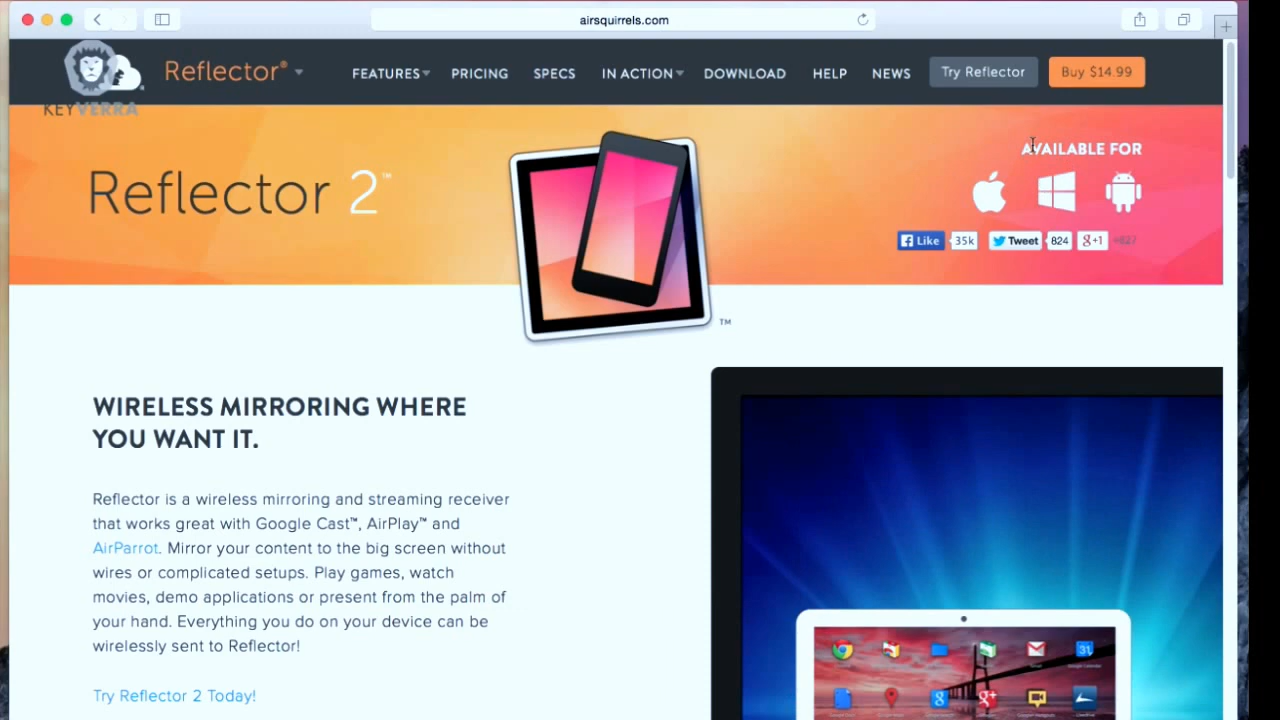 airsquirrels.com
KEYVERRA
Reflector®
FEATURES
PRICING
SPECS
IN ACTION
DOWNLOAD
HELP
NEWS
Try Reflector
Buy $14.99
Reflector 2™
AVAILABLE FOR
Like
35k
Tweet
824
g+1
+827
™
WIRELESS MIRRORING WHERE
YOU WANT IT.
Reflector is a wireless mirroring and streaming receiver
that works great with Google Cast™, AirPlay™ and
AirParrot. Mirror your content to the big screen without
wires or complicated setups. Play games, watch
movies, demo applications or present from the palm of
your hand. Everything you do on your device can be
wirelessly sent to Reflector!
Try Reflector 2 Today!
31